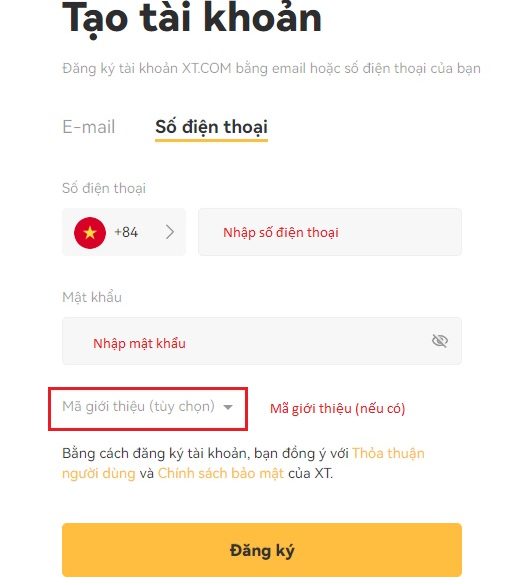 Tạo tài khoản
Đăng ký tài khoản XT.COM bằng email hoặc số điện thoại của bạn
E-mail
Số điện thoại
Số điện thoại
+84
Nhập số điện thoại
Mật khẩu
Nhập mật khẩu
Mã giới thiệu (tùy chọn)
Mã giới thiệu (nếu có)
Bằng cách đăng ký tài khoản, bạn đồng ý với Thỏa thuận
người dùng và Chính sách bảo mật của XT.
Đăng ký